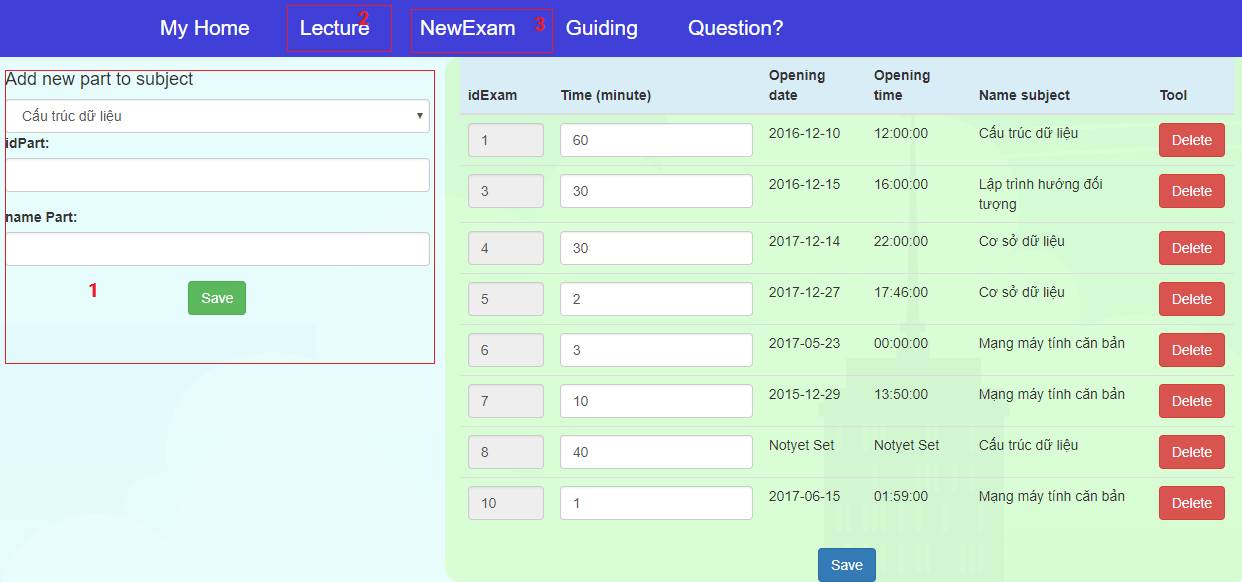 My Home Lecture 2 NewExam 3 Guiding Question?
Add new part to subject
Cấu trúc dữ liệu
idPart:
name Part:
1
Save
idExam Time (minute) Opening date Opening time Name subject Tool
1 60 2016-12-10 12:00:00 Cấu trúc dữ liệu Delete
3 30 2016-12-15 16:00:00 Lập trình hướng đối tượng Delete
4 30 2017-12-14 22:00:00 Cơ sở dữ liệu Delete
5 2 2017-12-27 17:46:00 Cơ sở dữ liệu Delete
6 3 2017-05-23 00:00:00 Mạng máy tính căn bản Delete
7 10 2015-12-29 13:50:00 Mạng máy tính căn bản Delete
8 40 Notyet Set Notyet Set Cấu trúc dữ liệu Delete
10 1 2017-06-15 01:59:00 Mạng máy tính căn bản Delete
Save